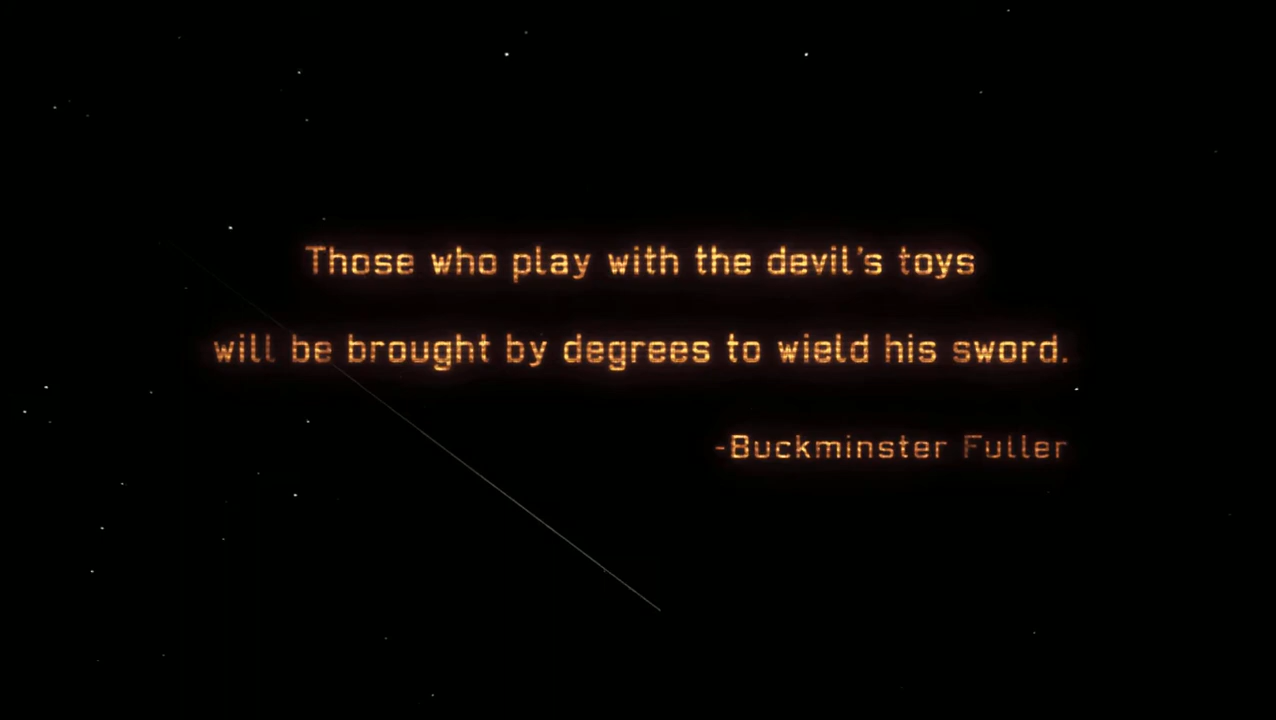 Those who play with the devil's toys
will be brought by degrees to wield his sword.
-Buckminster Fuller